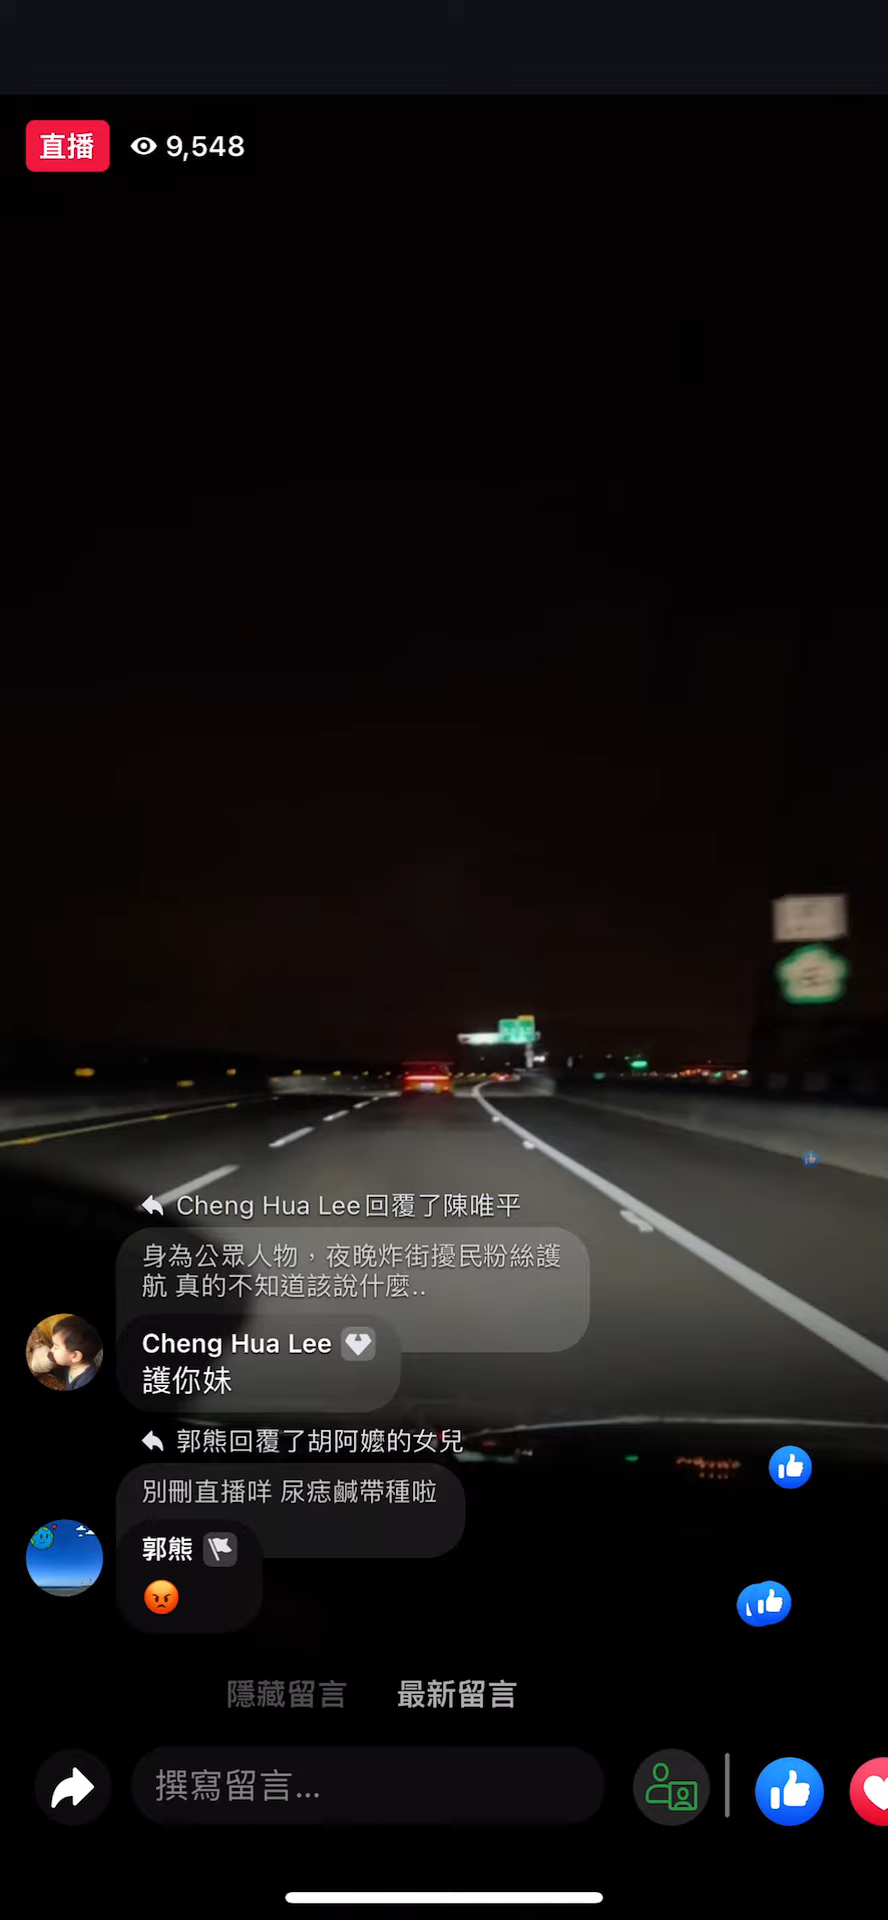 直播 9,548
Cheng Hua Lee回覆了陳唯平
身為公眾人物，夜晚炸街擾民粉絲護
航 真的不知道該說什麼..
Cheng Hua Lee
護你妹
郭熊回覆了胡阿嬤的女兒
別刪直播咩 尿痣鹹帶種啦
郭熊
隱藏留言 最新留言
撰寫留言...